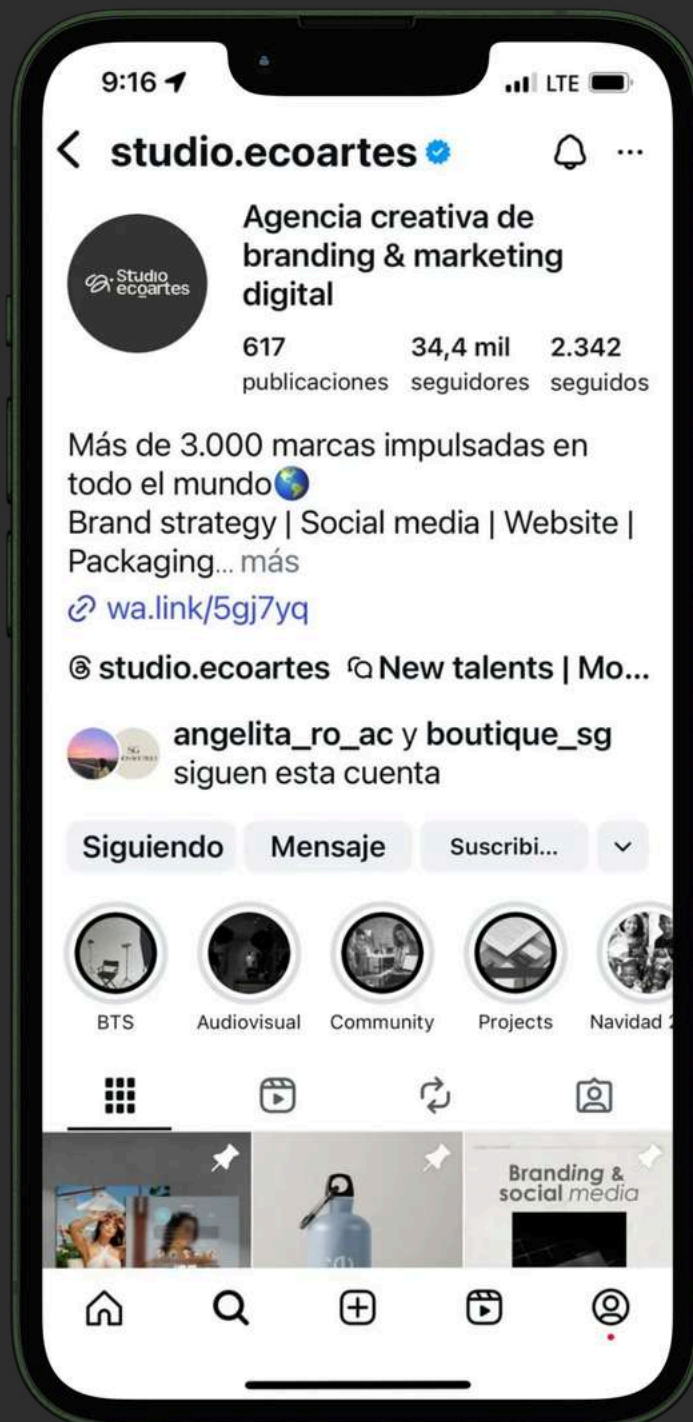 9:16
LTE
studio.ecoartes
Studio
ecoartes
Agencia creativa de
branding & marketing
digital
617 34,4 mil 2.342
publicaciones seguidores seguidos
Más de 3.000 marcas impulsadas en
todo el mundo🌎
Brand strategy | Social media | Website |
Packaging... más
wa.link/5gj7yq
studio.ecoartes New talents | Mo...
angelita_ro_ac y boutique_sg
siguen esta cuenta
Siguiendo Mensaje Suscribi...
BTS Audiovisual Community Projects Navidad
Branding &
social media